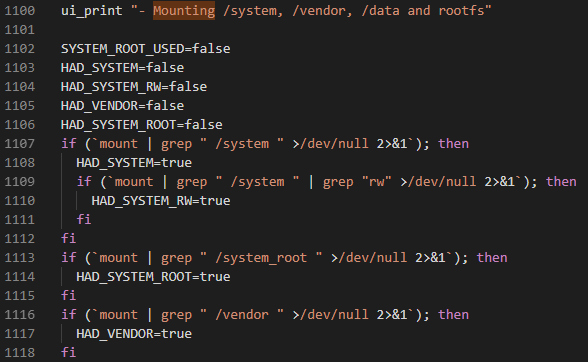 1100 ui_print "- Mounting /system, /vendor, /data and rootfs"
1101
1102 SYSTEM_ROOT_USED=false
1103 HAD_SYSTEM=false
1104 HAD_SYSTEM_RW=false
1105 HAD_VENDOR=false
1106 HAD_SYSTEM_ROOT=false
1107 if (`mount | grep " /system " >/dev/null 2>&1`); then
1108 HAD_SYSTEM=true
1109 if (`mount | grep " /system " | grep "rw" >/dev/null 2>&1`); then
1110 HAD_SYSTEM_RW=true
1111 fi
1112 fi
1113 if (`mount | grep " /system_root " >/dev/null 2>&1`); then
1114 HAD_SYSTEM_ROOT=true
1115 fi
1116 if (`mount | grep " /vendor " >/dev/null 2>&1`); then
1117 HAD_VENDOR=true
1118 fi